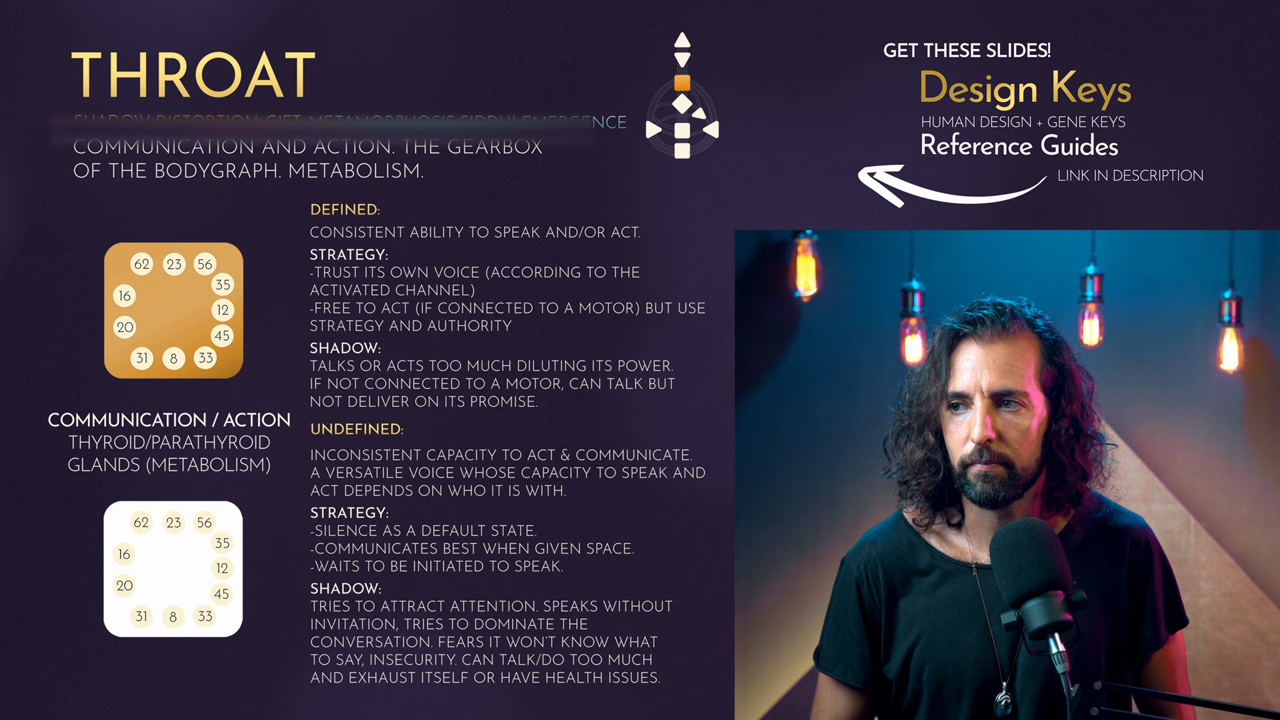 THROAT
SHADOW DISTORTION GIFT METAMORPHOSIS SIDDHI EMERGENCE
COMMUNICATION AND ACTION. THE GEARBOX
OF THE BODYGRAPH. METABOLISM.
GET THESE SLIDES!
Design Keys
HUMAN DESIGN + GENE KEYS
Reference Guides
LINK IN DESCRIPTION
62 23 56
35
16
12
20
45
31 8 33
COMMUNICATION / ACTION
THYROID/PARATHYROID
GLANDS (METABOLISM)
62 23 56
35
16
12
20
45
31 8 33
DEFINED:
CONSISTENT ABILITY TO SPEAK AND/OR ACT.
STRATEGY:
-TRUST ITS OWN VOICE (ACCORDING TO THE
ACTIVATED CHANNEL)
-FREE TO ACT (IF CONNECTED TO A MOTOR) BUT USE
STRATEGY AND AUTHORITY
SHADOW:
TALKS OR ACTS TOO MUCH DILUTING ITS POWER.
IF NOT CONNECTED TO A MOTOR, CAN TALK BUT
NOT DELIVER ON ITS PROMISE.
UNDEFINED:
INCONSISTENT CAPACITY TO ACT & COMMUNICATE.
A VERSATILE VOICE WHOSE CAPACITY TO SPEAK AND
ACT DEPENDS ON WHO IT IS WITH.
STRATEGY:
-SILENCE AS A DEFAULT STATE.
-COMMUNICATES BEST WHEN GIVEN SPACE.
-WAITS TO BE INITIATED TO SPEAK.
SHADOW:
TRIES TO ATTRACT ATTENTION. SPEAKS WITHOUT
INVITATION, TRIES TO DOMINATE THE
CONVERSATION. FEARS IT WON'T KNOW WHAT
TO SAY, INSECURITY. CAN TALK/DO TOO MUCH
AND EXHAUST ITSELF OR HAVE HEALTH ISSUES.